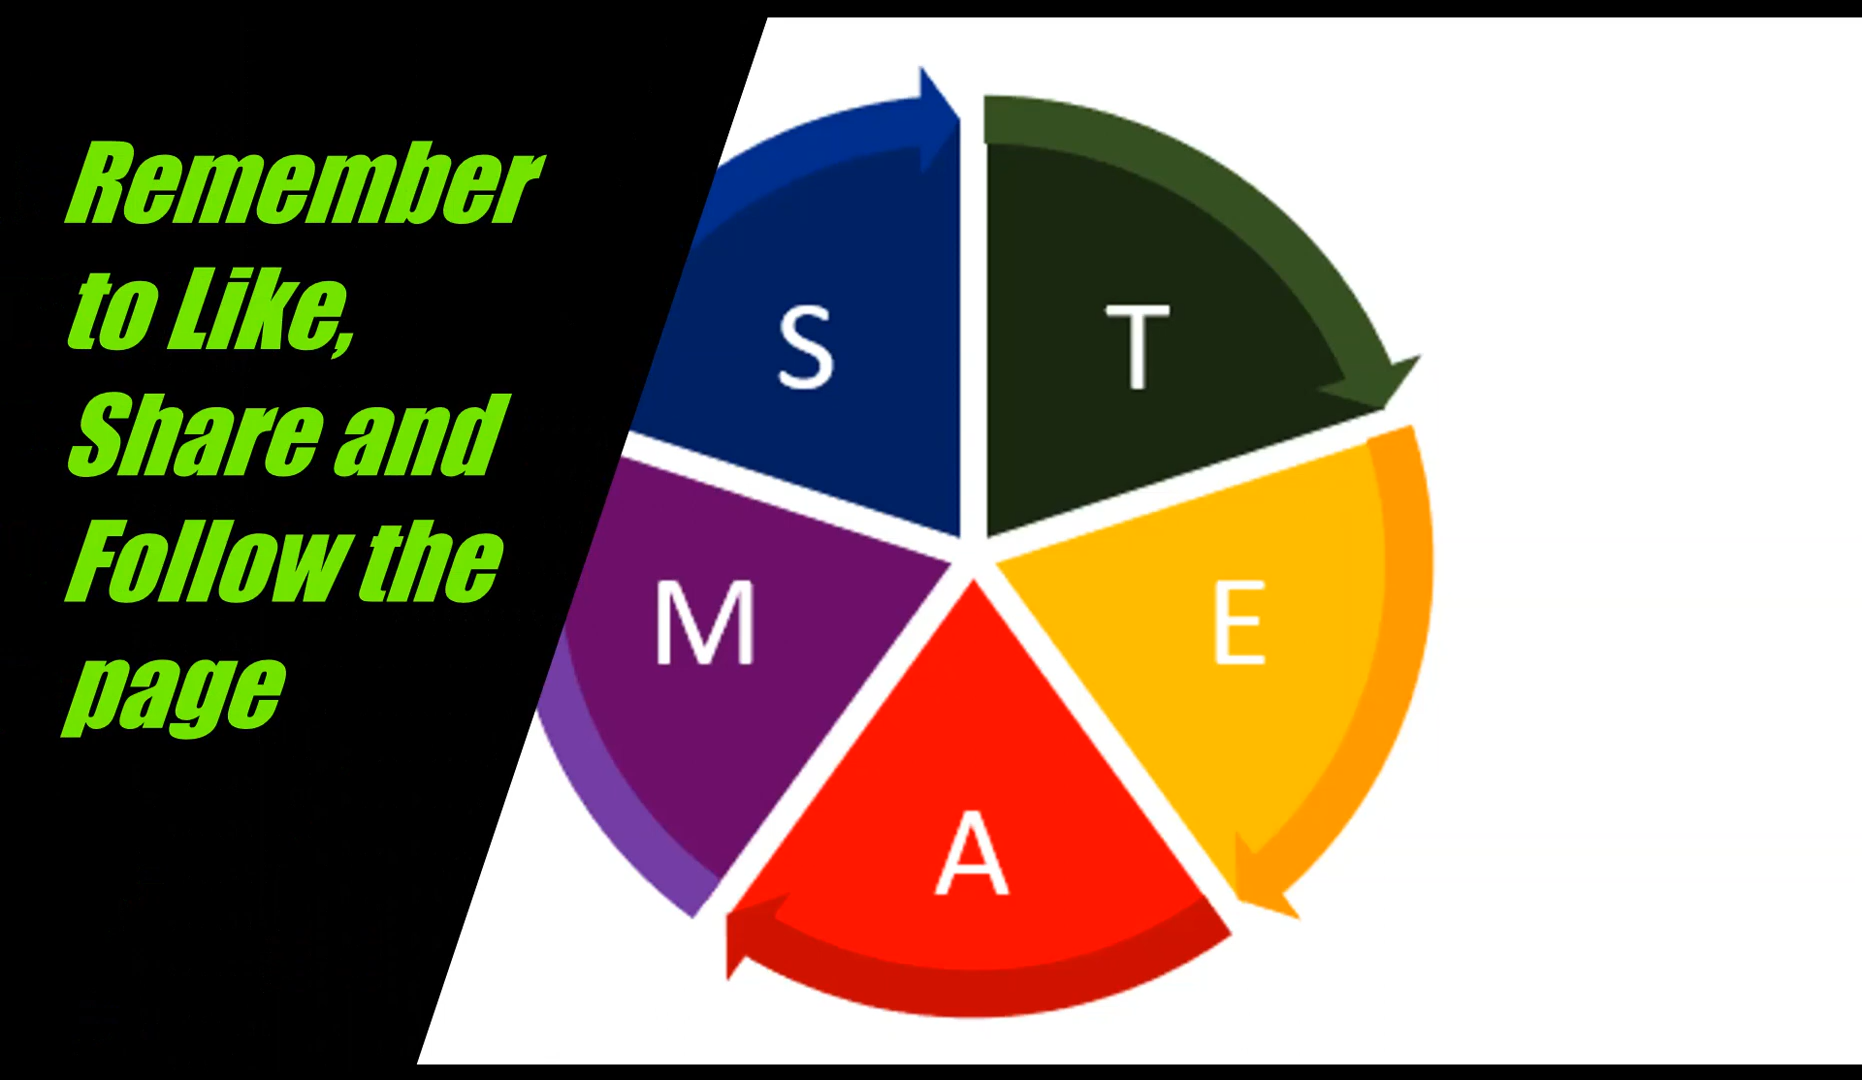 Remember
to Like,
Share and
Follow the
page
S
T
E
A
M